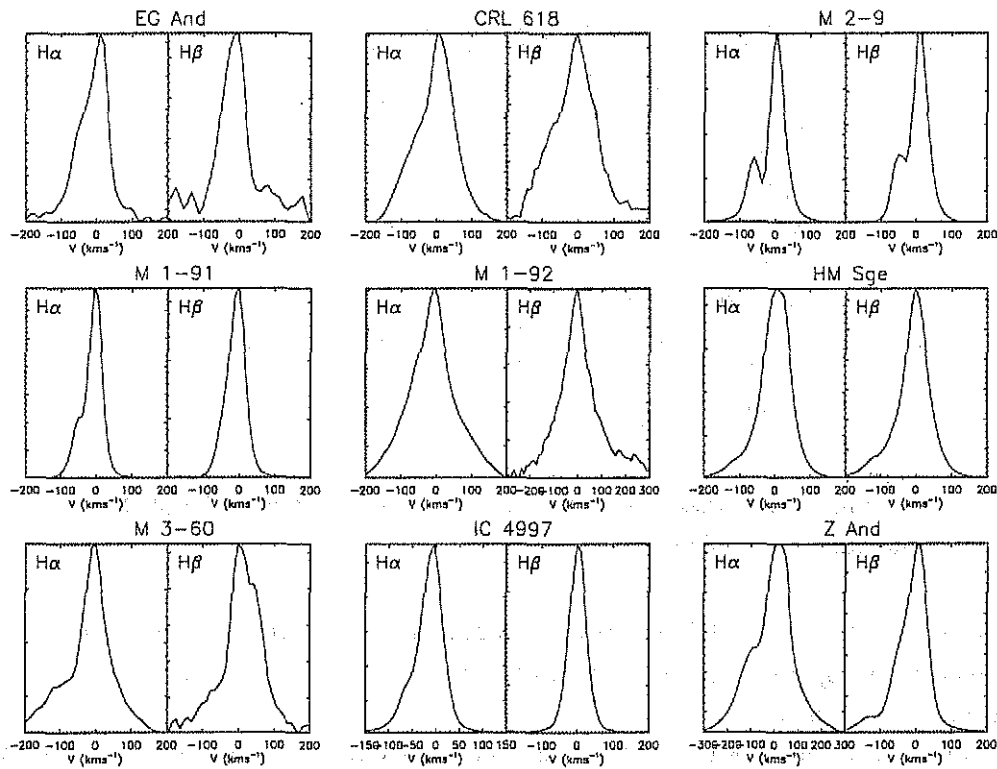 EG And CRL 618 M 2-9
Hα Hβ Hα Hβ Hα Hβ
-200 -100 0 100 200 -100 0 100 200 -200 -100 0 100 200 -100 0 100 200 -200 -100 0 100 200 -100 0 100 200
V (kms⁻¹) V (kms⁻¹) V (kms⁻¹) V (kms⁻¹) V (kms⁻¹) V (kms⁻¹)
M 1-91 M 1-92 HM Sge
Hα Hβ Hα Hβ Hα Hβ
-200 -100 0 100 200 -100 0 100 200 -200 -100 0 100 -200 -100 0 100 200 300 -200 -100 0 100 200 -100 0 100 200
V (kms⁻¹) V (kms⁻¹) V (kms⁻¹) V (kms⁻¹) V (kms⁻¹) V (kms⁻¹)
M 3-60 IC 4997 Z And
Hα Hβ Hα Hβ Hα Hβ
-200 -100 0 100 200 -100 0 100 200 -150 -100 -50 0 50 100 150 -100 0 100 200 -300 -200 -100 0 100 200 -100 0 100 200
V (kms⁻¹) V (kms⁻¹) V (kms⁻¹) V (kms⁻¹) V (kms⁻¹) V (kms⁻¹)